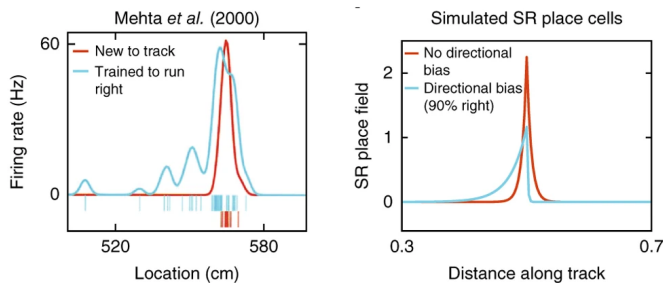 Mehta et al. (2000)
60
New to track
Trained to run
right
Firing rate (Hz)
0
520
580
Location (cm)
Simulated SR place cells
No directional
bias
Directional bias
(90% right)
SR place field
2
1
0
0.3
0.7
Distance along track